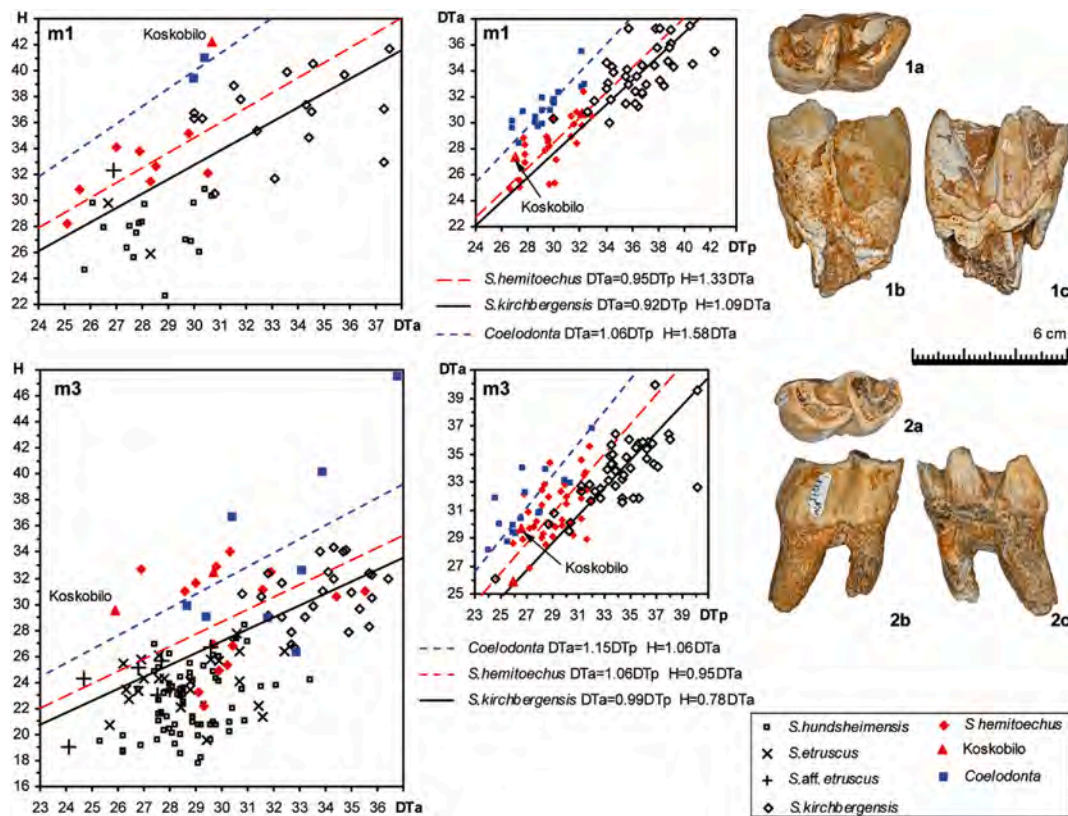 H
m1
Koskobilo
44
42
40
38
36
34
32
30
28
26
24
22
24 25 26 27 28 29 30 31 32 33 34 35 36 37 DTa
DTa
m1
36
34
32
30
28
26
24
22
Koskobilo
24 26 28 30 32 34 36 38 40 42 DTp
S.hemitoechus DTa=0.95DTp H=1.33DTa
S.kirchbergensis DTa=0.92DTp H=1.09DTa
Coelodonta DTa=1.06DTp H=1.58DTa
1a
1b
1c
6 cm
H
m3
46
44
42
40
38
36
34
32
30
28
26
24
22
20
18
16
Koskobilo
23 24 25 26 27 28 29 30 31 32 33 34 35 36 DTa
DTa
m3
39
37
35
33
31
29
27
25
Koskobilo
23 25 27 29 31 33 35 37 39 DTp
Coelodonta DTa=1.15DTp H=1.06DTa
S.hemitoechus DTa=1.06DTp H=0.95DTa
S.kirchbergensis DTa=0.99DTp H=0.78DTa
2a
2b
2c
S.hundsheimensis
S.etruscus
S.aff.etruscus
S.kirchbergensis
S hemitoechus
Koskobilo
Coelodonta